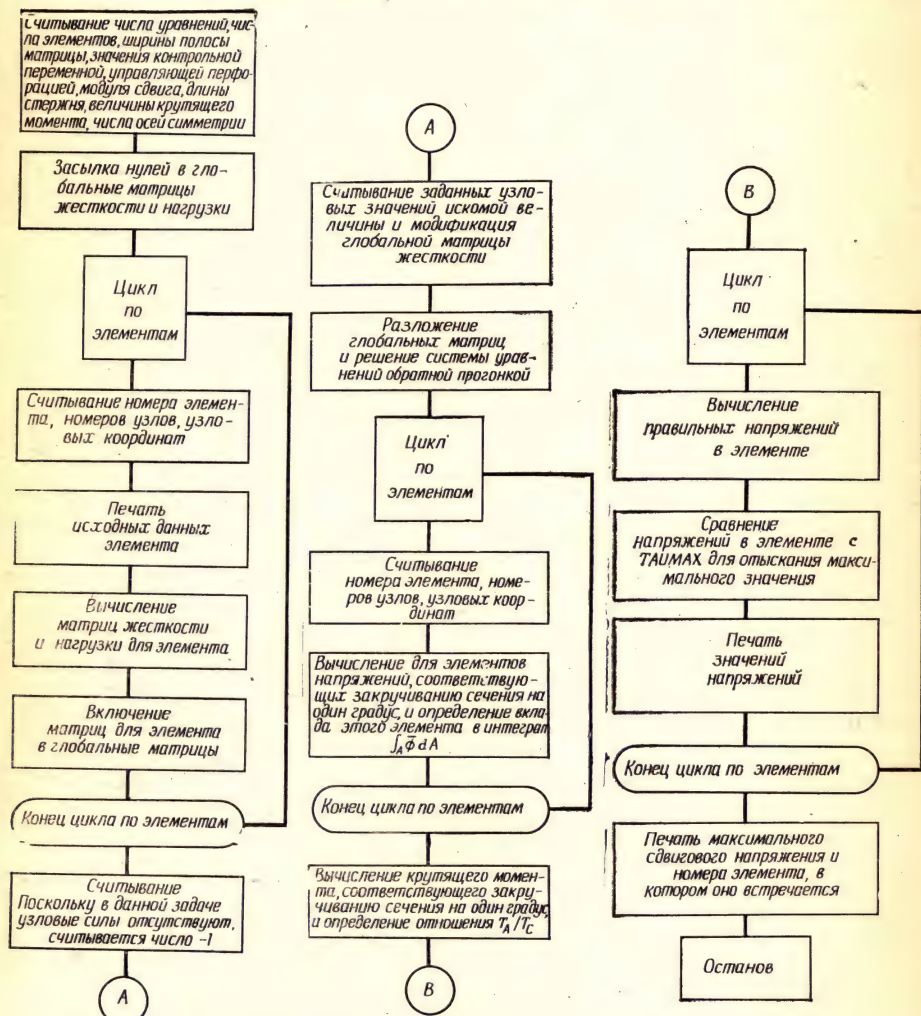 Считывание числа уравнений, чис-
ла элементов, ширины полосы
матрицы, значения контрольной
переменной, управляющей перфо-
рацией, модуля сдвига, длины
стержня, величины крутящего
момента, числа осей симметрии
Засылка нулей в гло-
бальные матрицы
жесткости и нагрузки
Цикл
по
элементам
Считывание номера элемен-
та, номеров узлов, узло-
вых координат
Печать
исходных данных
элемента
Вычисление
матриц жесткости
и нагрузки для элемента
Включение
матриц для элемента
в глобальные матрицы
Конец цикла по элементам
Считывание
Поскольку в данной задаче
узловые силы отсутствуют,
считывается число -1
A
A
Считывание заданных узло-
вых значений искомой ве-
личины и модификация
глобальной матрицы
жесткости
Разложение
глобальных матриц
и решение системы урав-
нений обратной прогонкой
Цикл
по
элементам
Считывание
номера элемента, номе-
ров узлов, узловых коор-
динат
Вычисление для элементов
напряжений, соответствую-
щих закручиванию сечения на
один градус, и определение вкла-
да этого элемента в интеграл
∫_A Φ̄ dA
Конец цикла по элементам
Вычисление крутящего момен-
та, соответствующего закру-
чиванию сечения на один градус,
и определение отношения T_A/T_C
B
B
Цикл
по
элементам
Вычисление
правильных напряжений
в элементе
Сравнение
напряжений в элементе с
TAUMAX для отыскания макси-
мального значения
Печать
значений
напряжений
Конец цикла по элементам
Печать максимального
сдвигового напряжения и
номера элемента, в
котором оно встречается
Останов